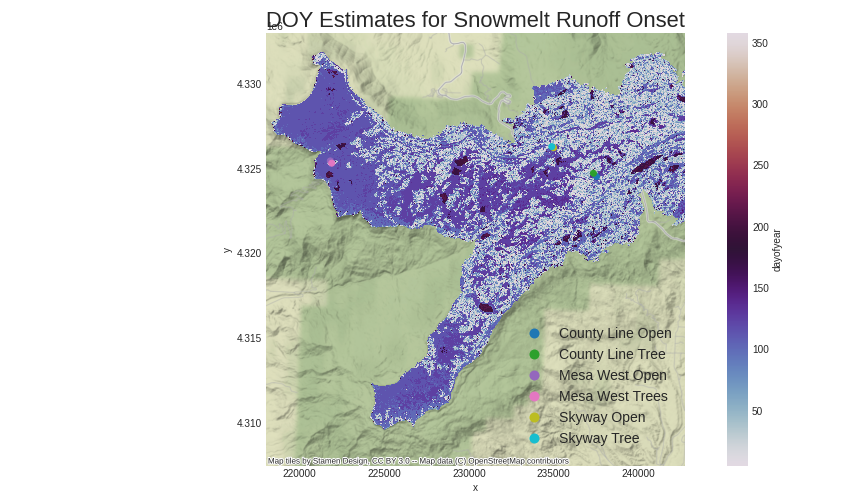 DOY Estimates for Snowmelt Runoff Onset
1e6
4.330
4.325
4.320
4.315
4.310
y
220000
225000
230000
235000
240000
x
County Line Open
County Line Tree
Mesa West Open
Mesa West Trees
Skyway Open
Skyway Tree
Map tiles by Stamen Design, CC BY 3.0 -- Map data (C) OpenStreetMap contributors
350
300
250
200
150
100
50
dayofyear